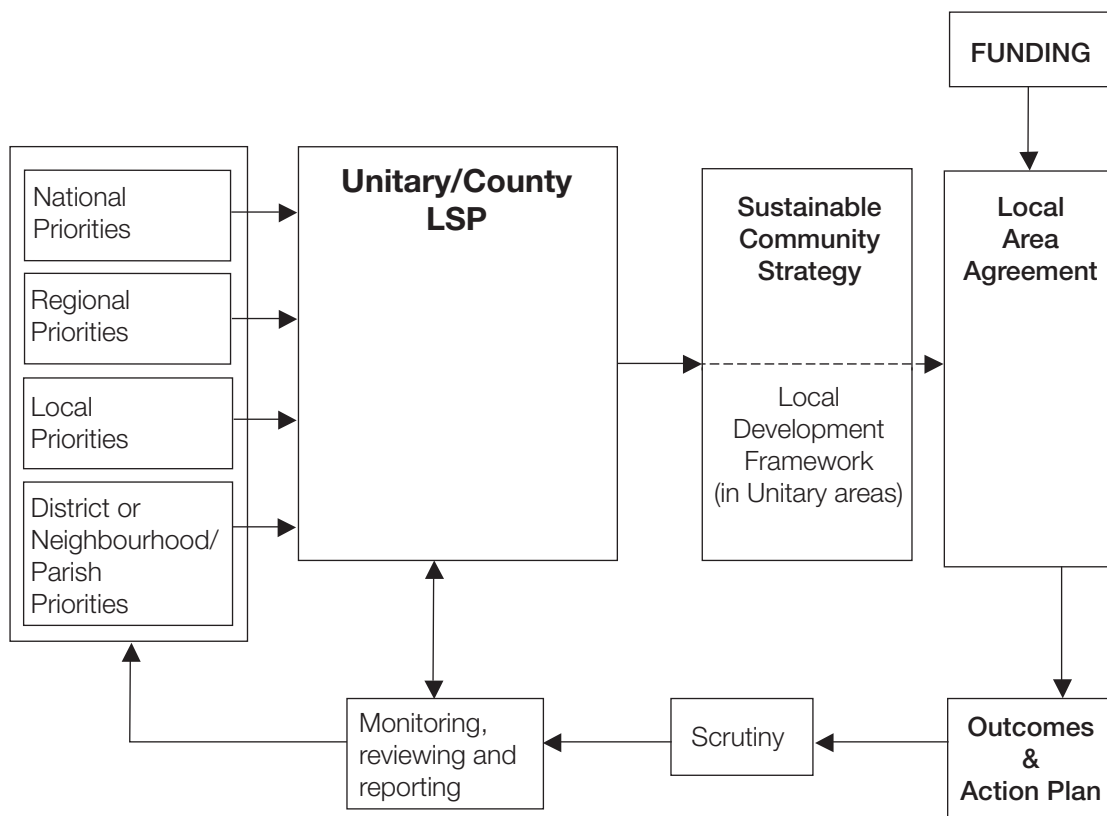 FUNDING
National
Priorities
Regional
Priorities
Local
Priorities
District or
Neighbourhood/
Parish
Priorities
Unitary/County
LSP
Sustainable
Community
Strategy
Local
Development
Framework
(in Unitary areas)
Local
Area
Agreement
Monitoring,
reviewing and
reporting
Scrutiny
Outcomes
&
Action Plan